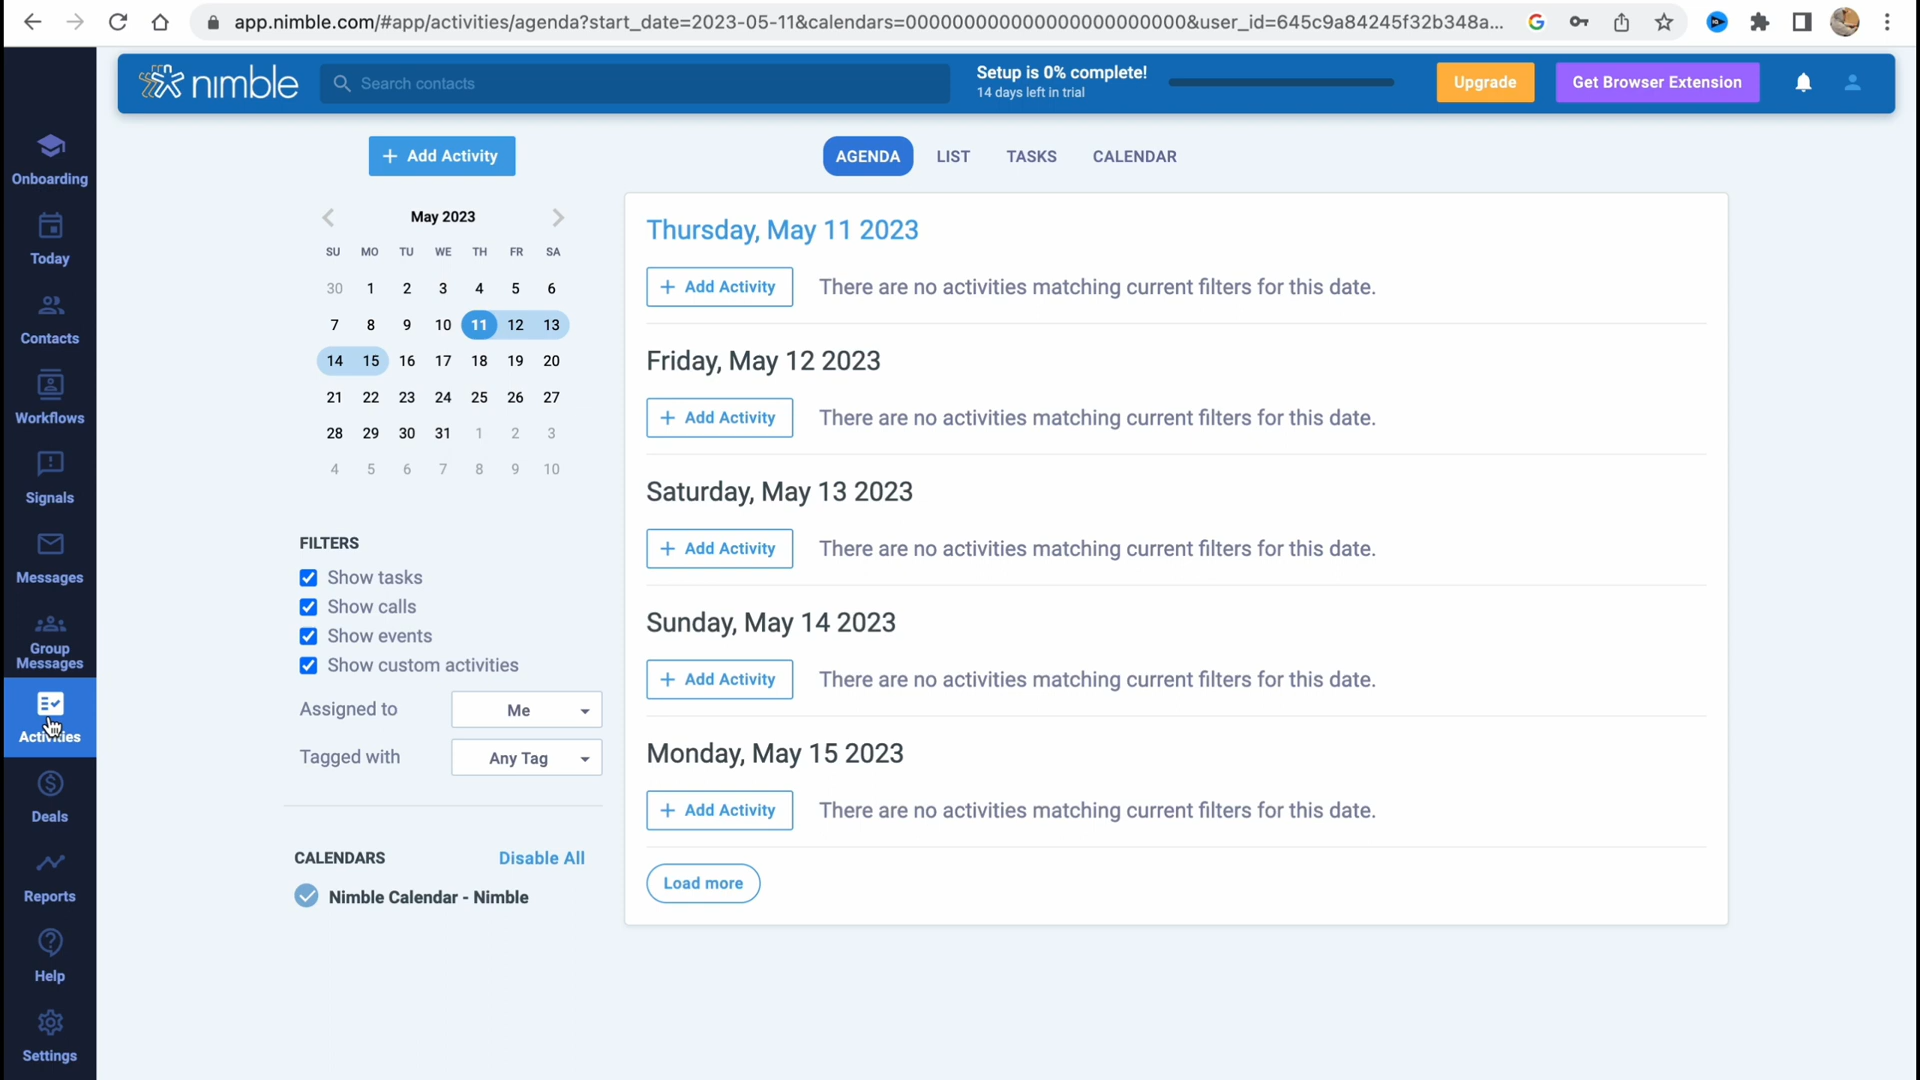 app.nimble.com/#app/activities/agenda?start_date=2023-05-11&calendars=000000000000000000000000&user_id=645c9a84245f32b348a...
nimble
Search contacts
Setup is 0% complete!
14 days left in trial
Upgrade
Get Browser Extension
Onboarding
Today
Contacts
Workflows
Signals
Messages
Group
Messages
Activities
Deals
Reports
Help
Settings
+ Add Activity
AGENDA LIST TASKS CALENDAR
May 2023
SU MO TU WE TH FR SA
30 1 2 3 4 5 6
7 8 9 10 11 12 13
14 15 16 17 18 19 20
21 22 23 24 25 26 27
28 29 30 31 1 2 3
4 5 6 7 8 9 10
FILTERS
Show tasks
Show calls
Show events
Show custom activities
Assigned to Me
Tagged with Any Tag
CALENDARS Disable All
Nimble Calendar - Nimble
Thursday, May 11 2023
+ Add Activity There are no activities matching current filters for this date.
Friday, May 12 2023
+ Add Activity There are no activities matching current filters for this date.
Saturday, May 13 2023
+ Add Activity There are no activities matching current filters for this date.
Sunday, May 14 2023
+ Add Activity There are no activities matching current filters for this date.
Monday, May 15 2023
+ Add Activity There are no activities matching current filters for this date.
Load more